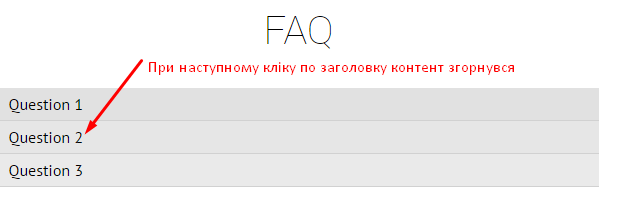 FAQ
При наступному кліку по заголовку контент згорнувся
Question 1
Question 2
Question 3